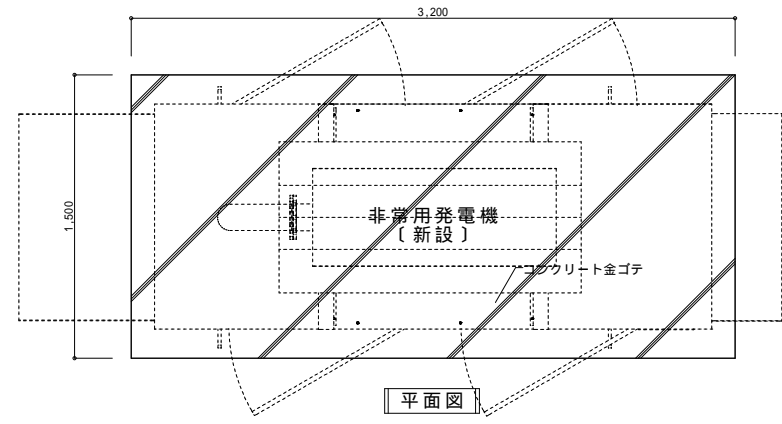 3,200
1,500
非常用発電機
〔新設〕
コンクリート金ゴテ
平面図